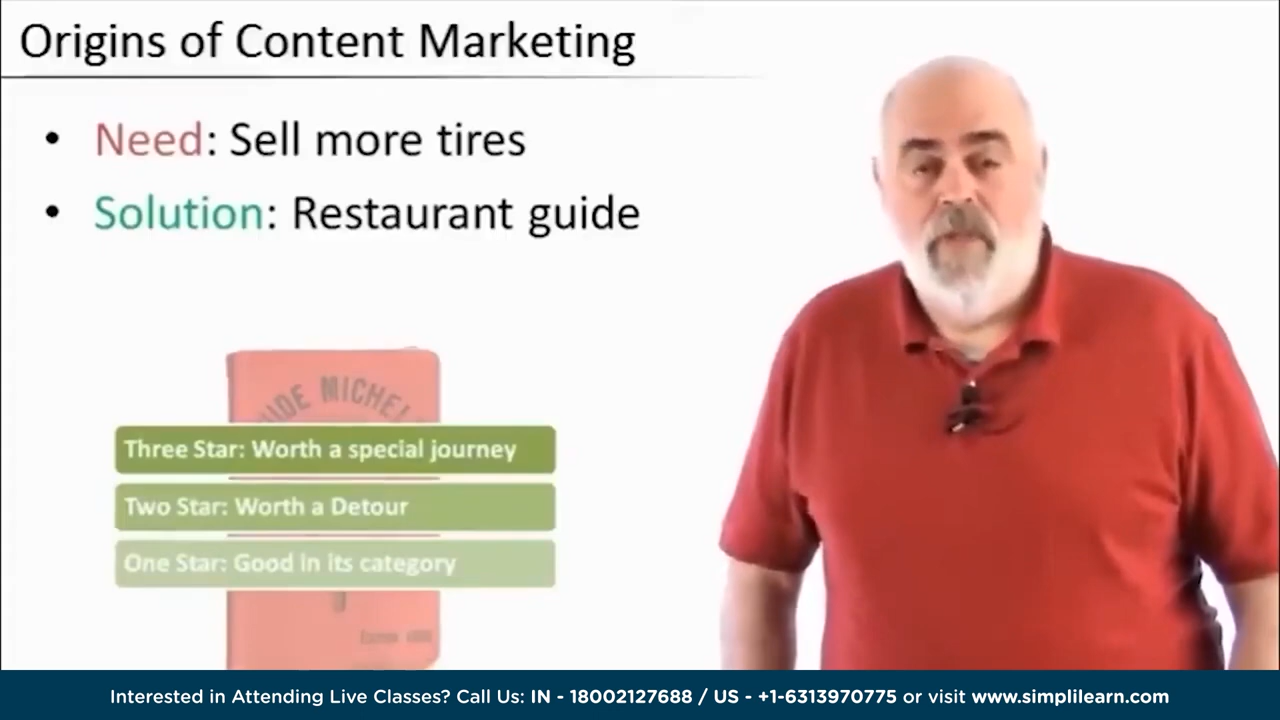 Origins of Content Marketing
• Need: Sell more tires
• Solution: Restaurant guide
Three Star: Worth a special journey
Two Star: Worth a Detour
One Star: Good in its category
Interested in Attending Live Classes? Call Us: IN - 18002127688 / US - +1-6313970775 or visit www.simplilearn.com